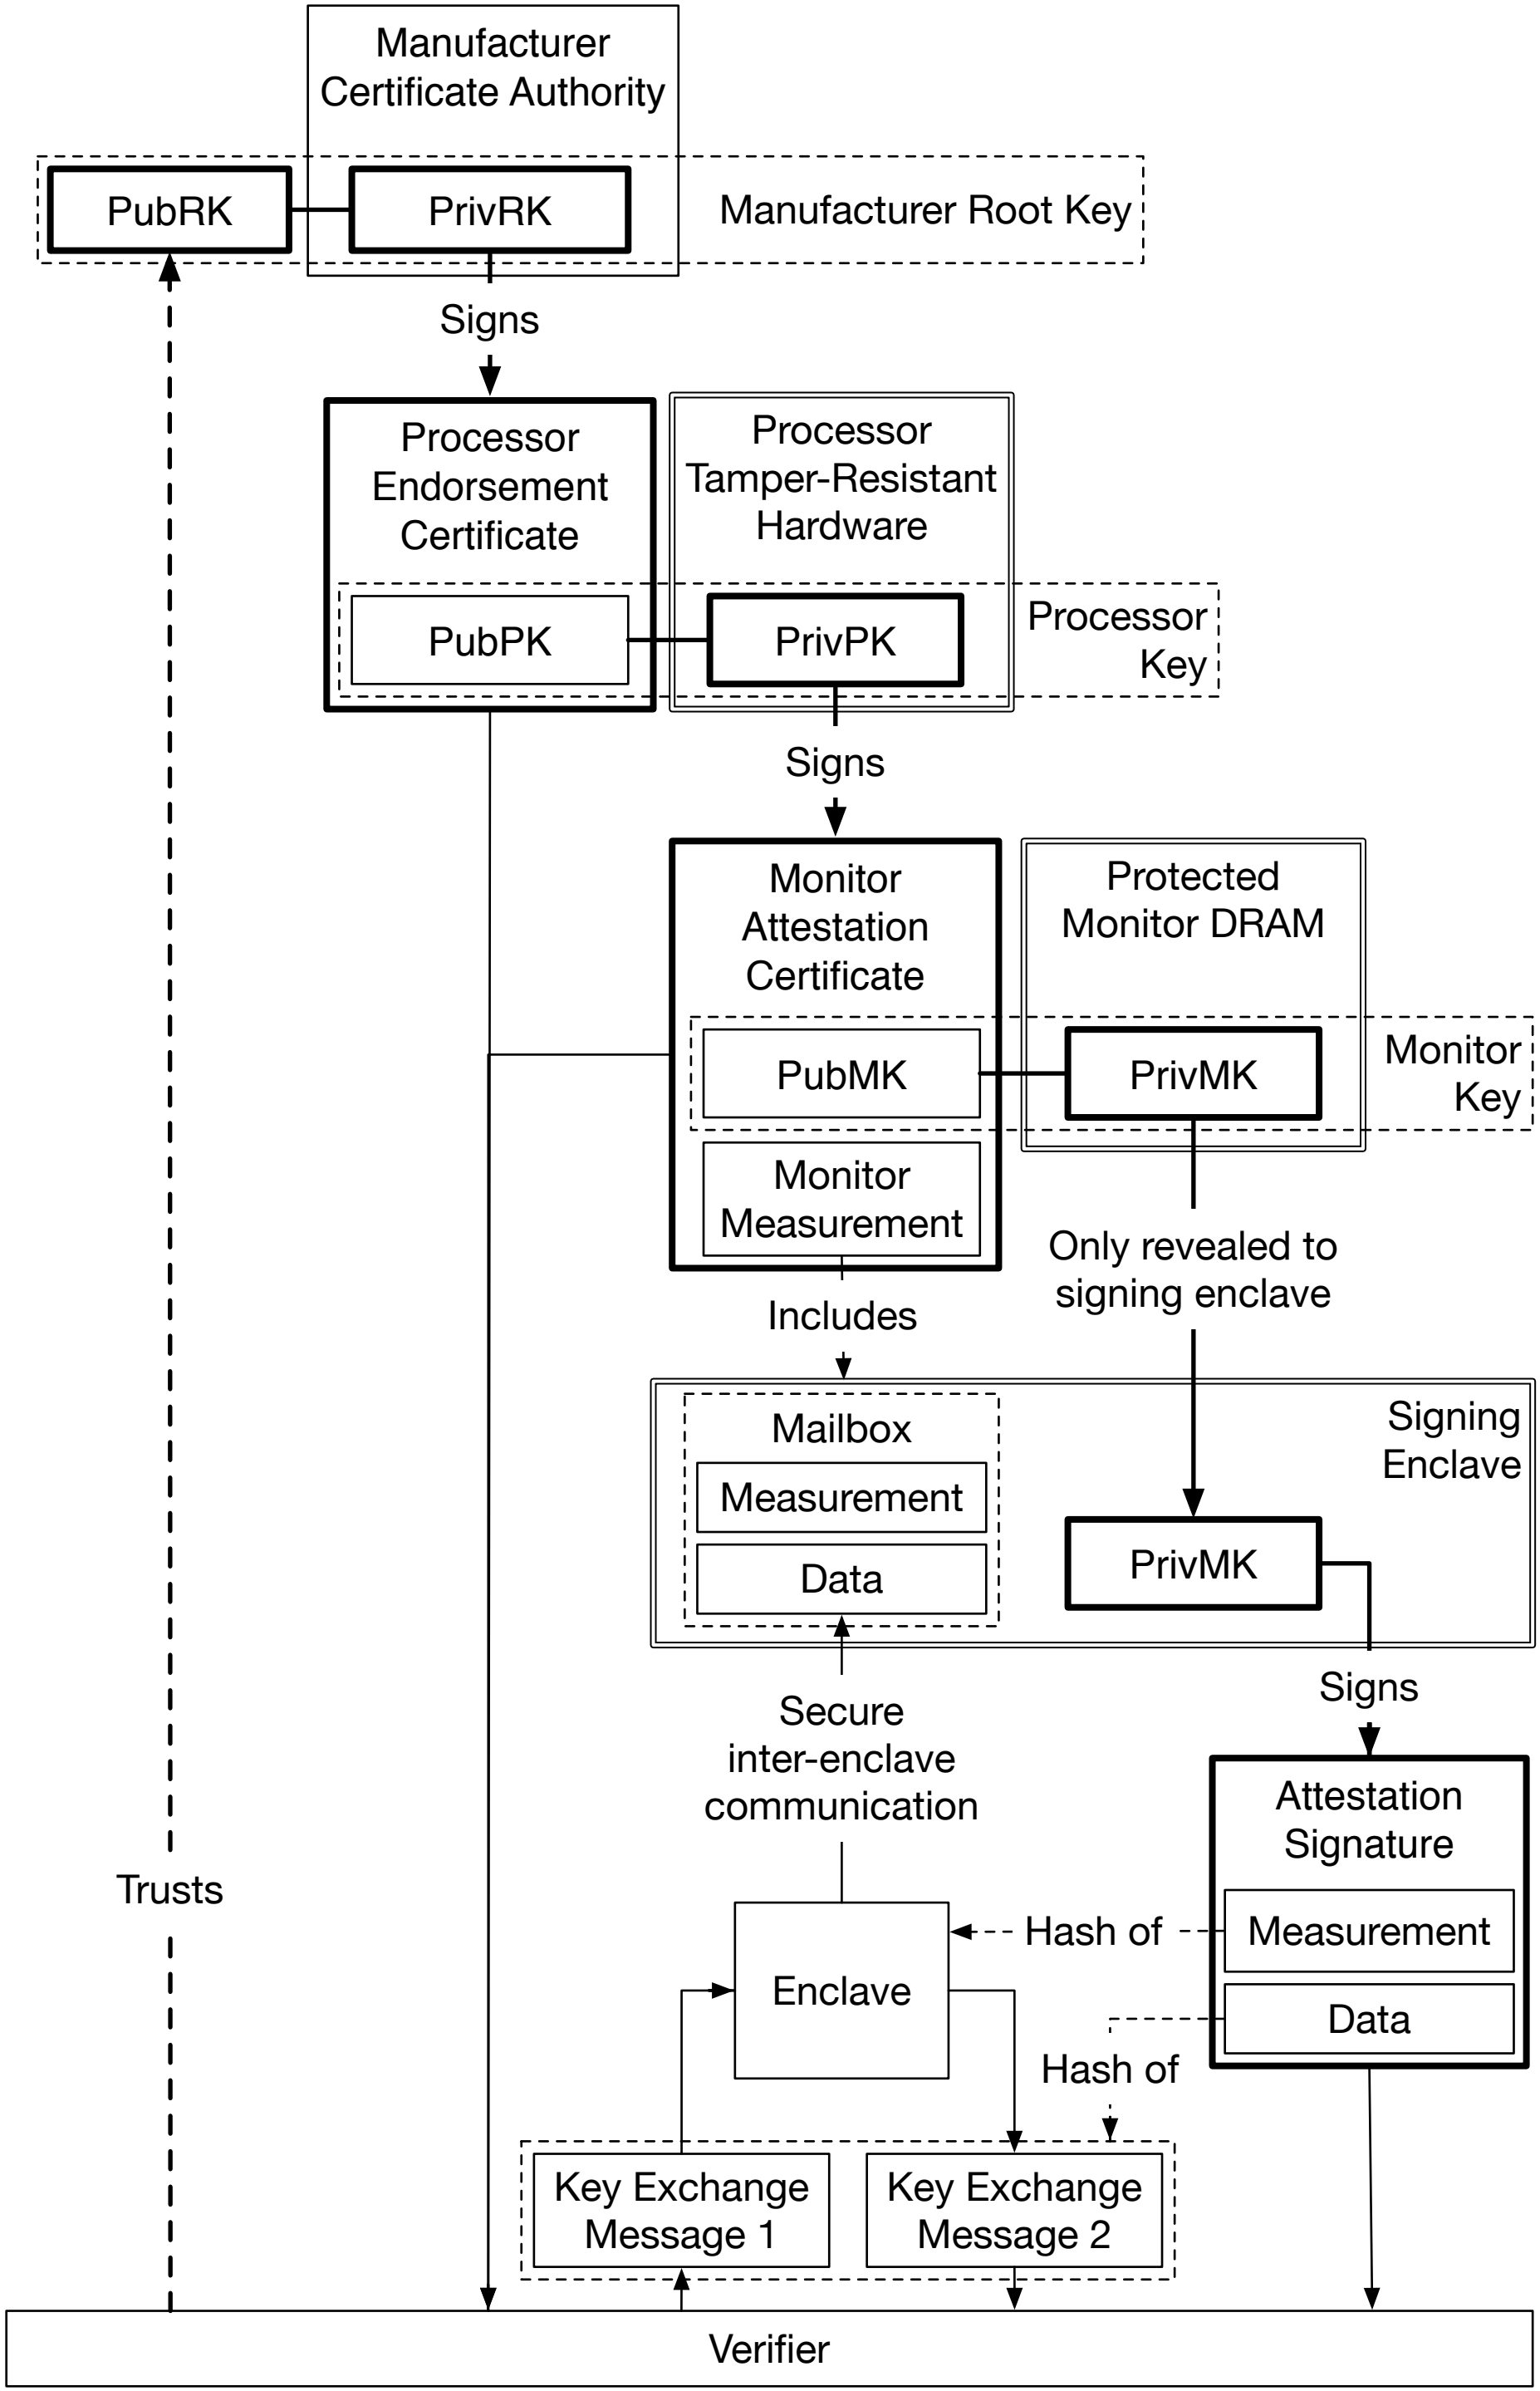 Manufacturer
Certificate Authority
PubRK
PrivRK
Manufacturer Root Key
Signs
Processor
Endorsement
Certificate
Processor
Tamper-Resistant
Hardware
PubPK
PrivPK
Processor
Key
Signs
Monitor
Attestation
Certificate
Protected
Monitor DRAM
PubMK
PrivMK
Monitor
Key
Monitor
Measurement
Only revealed to
signing enclave
Includes
Mailbox
Measurement
Data
Signing
Enclave
PrivMK
Signs
Secure
inter-enclave
communication
Attestation
Signature
Measurement
Data
Trusts
Hash of
Enclave
Hash of
Key Exchange
Message 1
Key Exchange
Message 2
Verifier